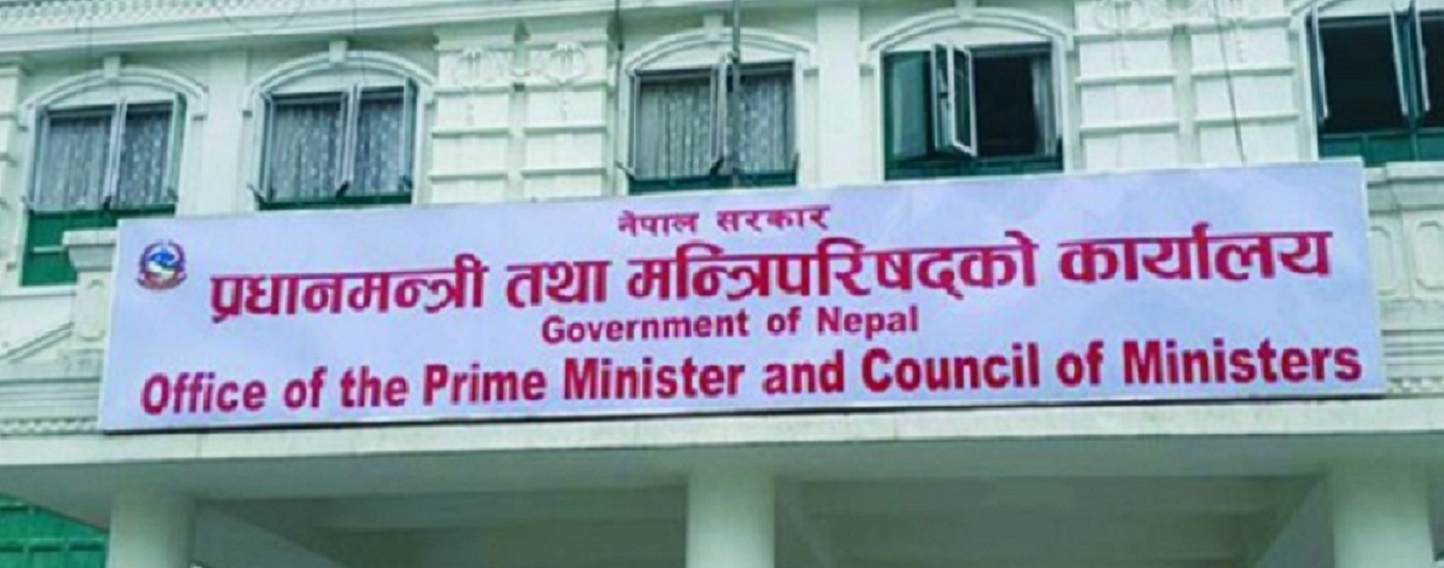 नेपाल सरकार
प्रधानमन्त्री तथा मन्त्रिपरिषद्को कार्यालय
Government of Nepal
Office of the Prime Minister and Council of Ministers